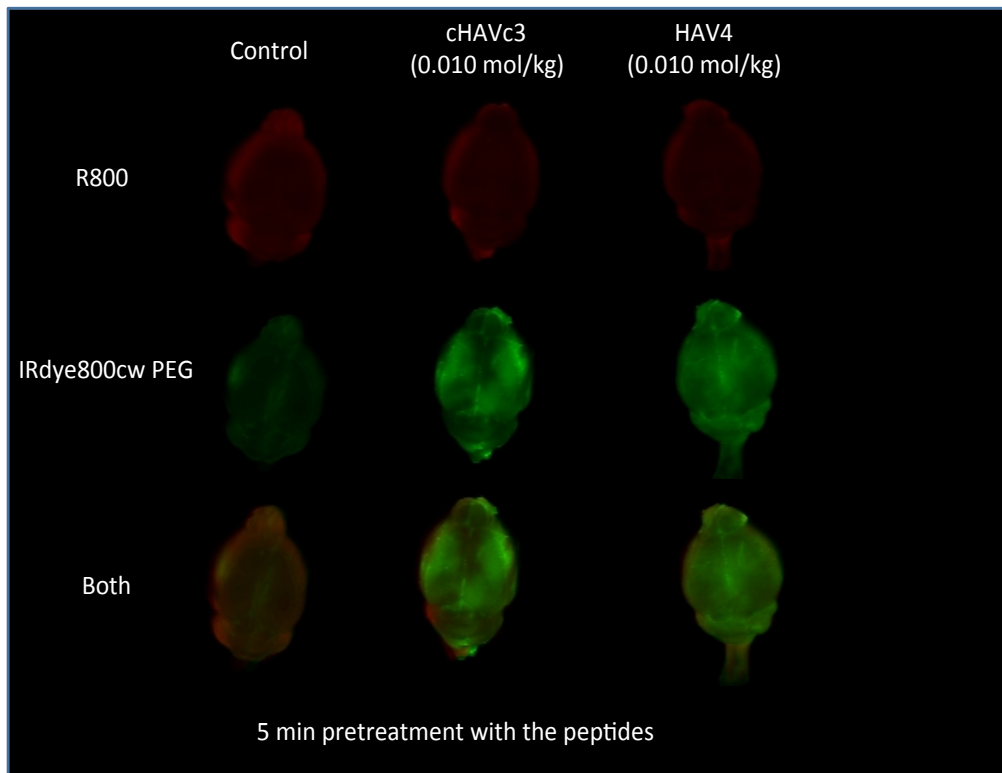 Control
cHAVc3
(0.010 mol/kg)
HAV4
(0.010 mol/kg)
R800
IRdye800cw PEG
Both
5 min pretreatment with the peptides